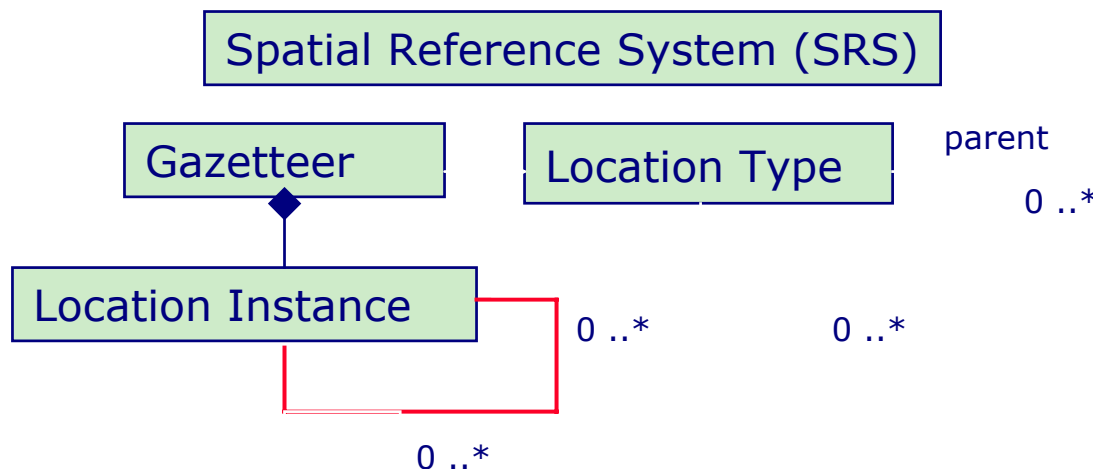 Spatial Reference System (SRS)
Gazetteer
Location Type
parent
0 ..*
Location Instance
0 ..*
0 ..*
0 ..*